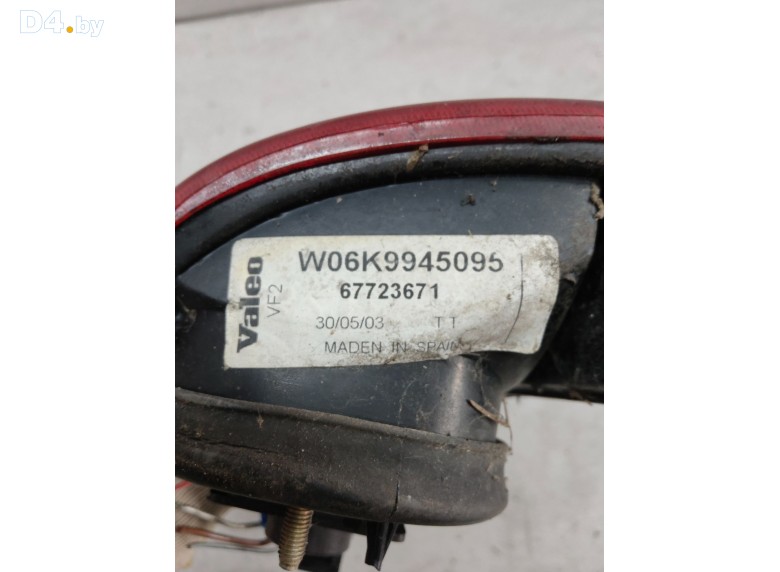 D4.by
Valeo
VF2
W06K9945095
67723671
30/05/03 T T
MADEN IN SPAIN